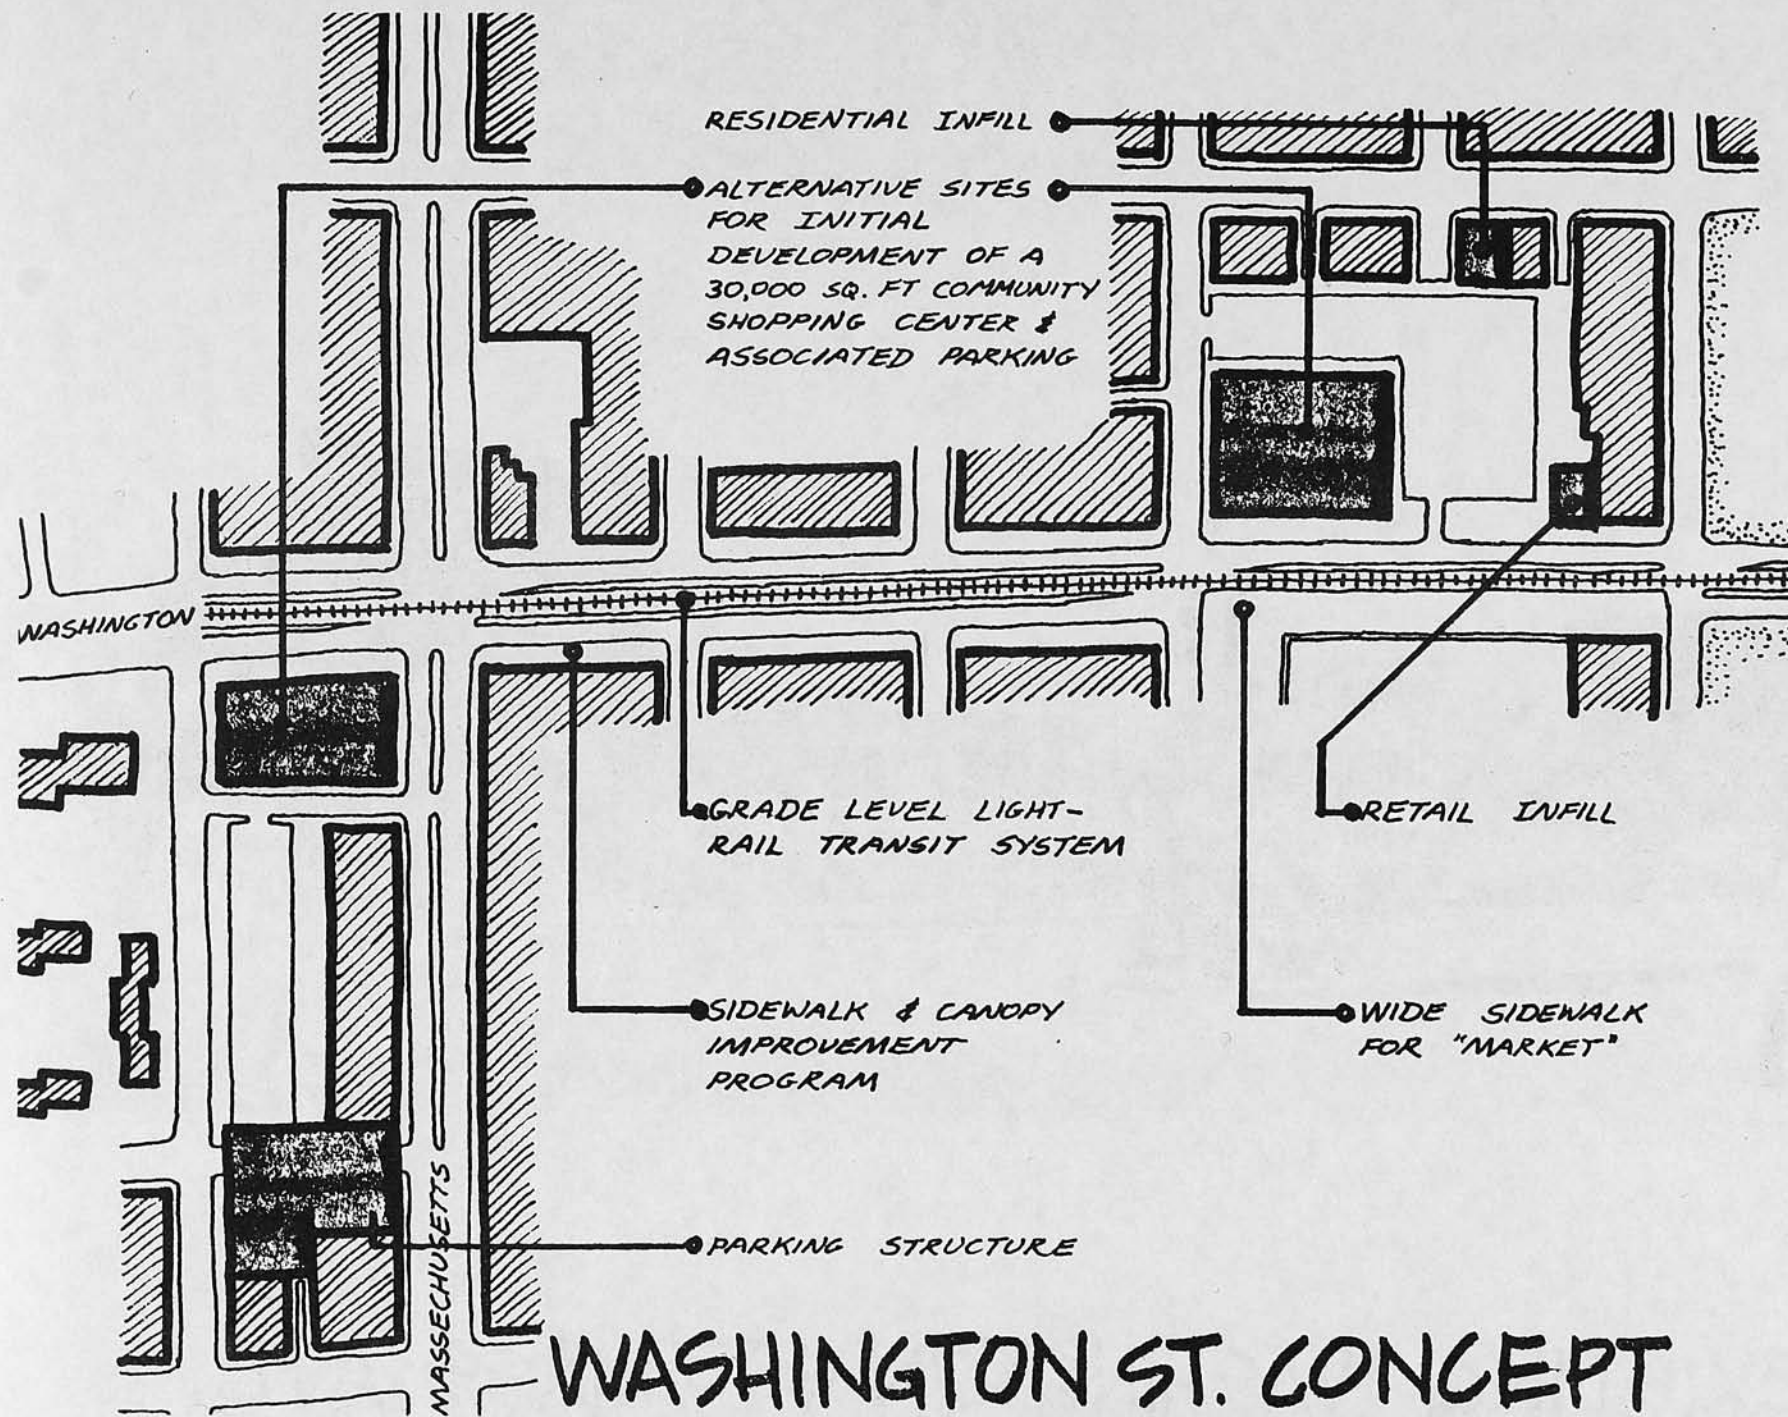 RESIDENTIAL INFILL
ALTERNATIVE SITES
FOR INITIAL
DEVELOPMENT OF A
30,000 SQ. FT COMMUNITY
SHOPPING CENTER &
ASSOCIATED PARKING
WASHINGTON
GRADE LEVEL LIGHT-
RAIL TRANSIT SYSTEM
RETAIL INFILL
SIDEWALK & CANOPY
IMPROVEMENT
PROGRAM
WIDE SIDEWALK
FOR "MARKET"
MASSECHUSETTS
PARKING STRUCTURE
WASHINGTON ST. CONCEPT